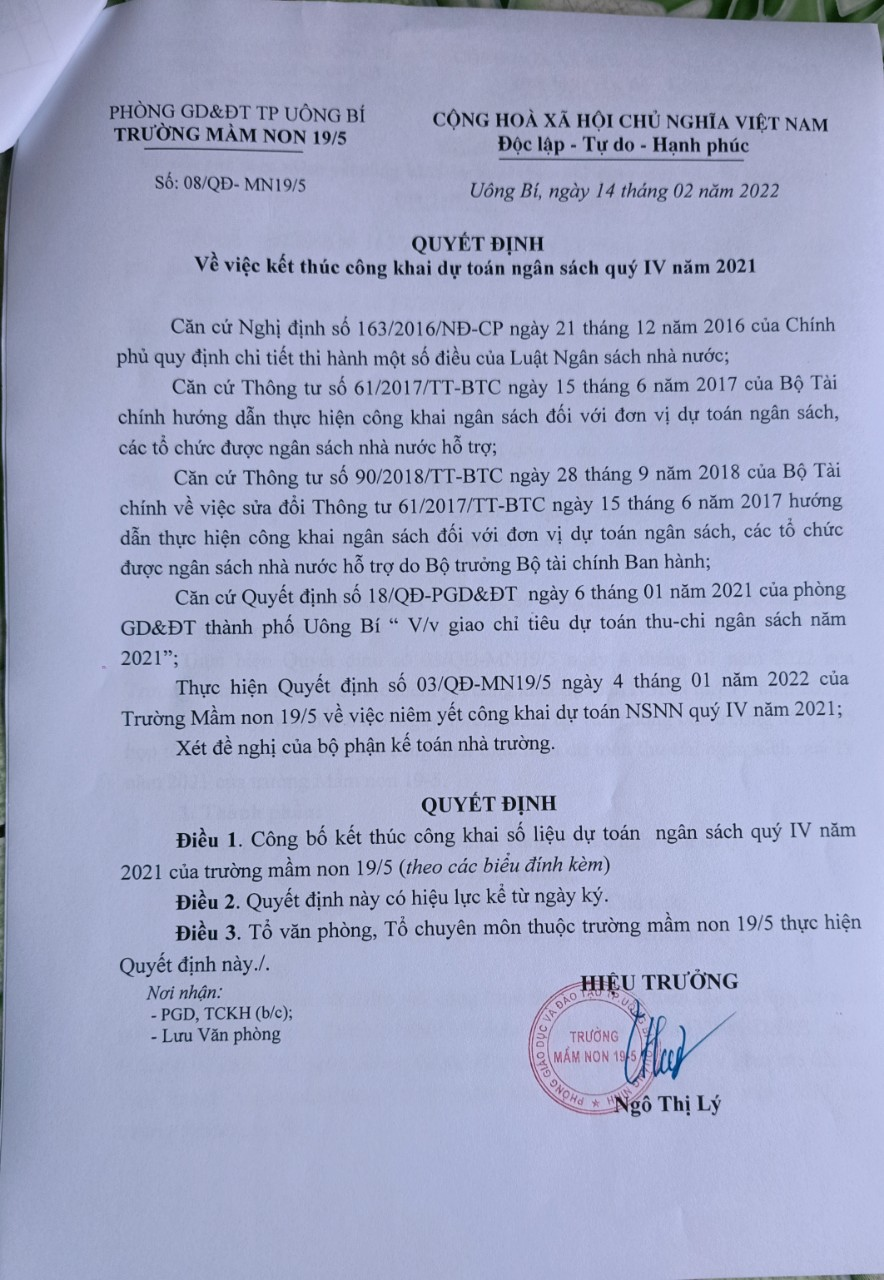 PHÒNG GD&ĐT TP UÔNG BÍ
TRƯỜNG MẦM NON 19/5
CỘNG HOÀ XÃ HỘI CHỦ NGHĨA VIỆT NAM
Độc lập - Tự do - Hạnh phúc
Số: 08/QĐ- MN19/5
Uông Bí, ngày 14 tháng 02 năm 2022
QUYẾT ĐỊNH
Về việc kết thúc công khai dự toán ngân sách quý IV năm 2021
Căn cứ Nghị định số 163/2016/NĐ-CP ngày 21 tháng 12 năm 2016 của Chính
phủ quy định chi tiết thi hành một số điều của Luật Ngân sách nhà nước;
Căn cứ Thông tư số 61/2017/TT-BTC ngày 15 tháng 6 năm 2017 của Bộ Tài
chính hướng dẫn thực hiện công khai ngân sách đối với đơn vị dự toán ngân sách,
các tổ chức được ngân sách nhà nước hỗ trợ;
Căn cứ Thông tư số 90/2018/TT-BTC ngày 28 tháng 9 năm 2018 của Bộ Tài
chính về việc sửa đổi Thông tư 61/2017/TT-BTC ngày 15 tháng 6 năm 2017 hướng
dẫn thực hiện công khai ngân sách đối với đơn vị dự toán ngân sách, các tổ chức
được ngân sách nhà nước hỗ trợ do Bộ trưởng Bộ tài chính Ban hành;
Căn cứ Quyết định số 18/QĐ-PGD&ĐT ngày 6 tháng 01 năm 2021 của phòng
GD&ĐT thành phố Uông Bí “ V/v giao chỉ tiêu dự toán thu-chi ngân sách năm
2021”;
Thực hiện Quyết định số 03/QĐ-MN19/5 ngày 4 tháng 01 năm 2022 của
Trường Mầm non 19/5 về việc niêm yết công khai dự toán NSNN quý IV năm 2021;
Xét đề nghị của bộ phận kế toán nhà trường.
QUYẾT ĐỊNH
Điều 1. Công bố kết thúc công khai số liệu dự toán ngân sách quý IV năm
2021 của trường mầm non 19/5 (theo các biểu đính kèm)
Điều 2. Quyết định này có hiệu lực kể từ ngày ký.
Điều 3. Tổ văn phòng, Tổ chuyên môn thuộc trường mầm non 19/5 thực hiện
Quyết định này./.
Nơi nhận:
- PGD, TCKH (b/c);
- Lưu Văn phòng
HIỆU TRƯỞNG
PHÒNG GIÁO DỤC VÀ ĐÀO TẠO TP.UÔNG
TRƯỜNG
MẦM NON 19-5
Ngô Thị Lý